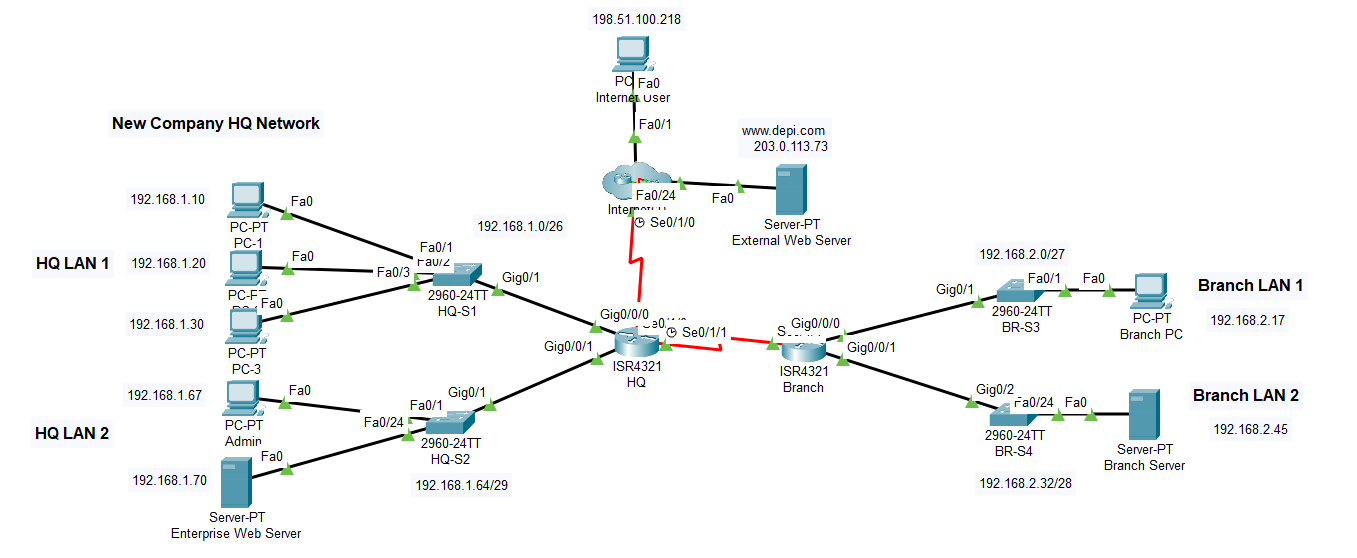 198.51.100.218
Fa0
Internet User
Fa0/1
New Company HQ Network
www.depi.com
203.0.113.73
Fa0/24
Fa0
Se0/1/0
Server-PT
External Web Server
192.168.1.10
Fa0
PC-PT
PC-1
192.168.1.0/26
HQ LAN 1
192.168.1.20
Fa0
Fa0/1
Fa0/2
Fa0/3
Gig0/1
2960-24TT
HQ-S1
Fa0
192.168.1.30
PC-PT
PC-3
Gig0/0/0
Se0/1/1
Gig0/0/1
ISR4321
HQ
192.168.1.67
Fa0
PC-PT
Admin
Fa0/1
Gig0/1
Fa0/24
HQ LAN 2
2960-24TT
HQ-S2
Fa0
192.168.1.70
192.168.1.64/29
Server-PT
Enterprise Web Server
192.168.2.0/27
Gig0/1
Fa0/1
Fa0
Branch LAN 1
2960-24TT
BR-S3
PC-PT
Branch PC
192.168.2.17
Gig0/0/0
Gig0/0/1
ISR4321
Branch
Gig0/2
Fa0/24
Fa0
Branch LAN 2
192.168.2.45
2960-24TT
BR-S4
Server-PT
Branch Server
192.168.2.32/28